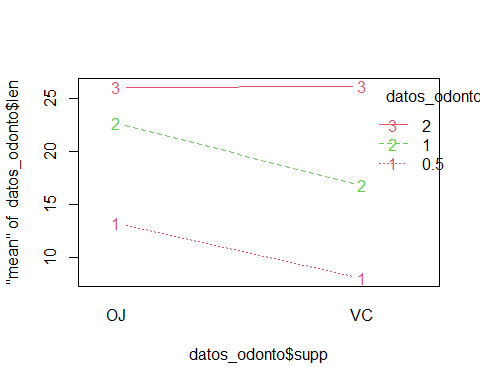 "mean" of datos_odonto$len
25
20
15
10
3
2
1
3
2
1
datos_odonto
3 2
2 1
1 0.5
OJ
VC
datos_odonto$supp